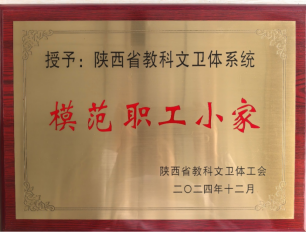 授予：陕西省教科文卫体系统
模范职工小家
陕西省教科文卫体工会
二〇二四年十二月